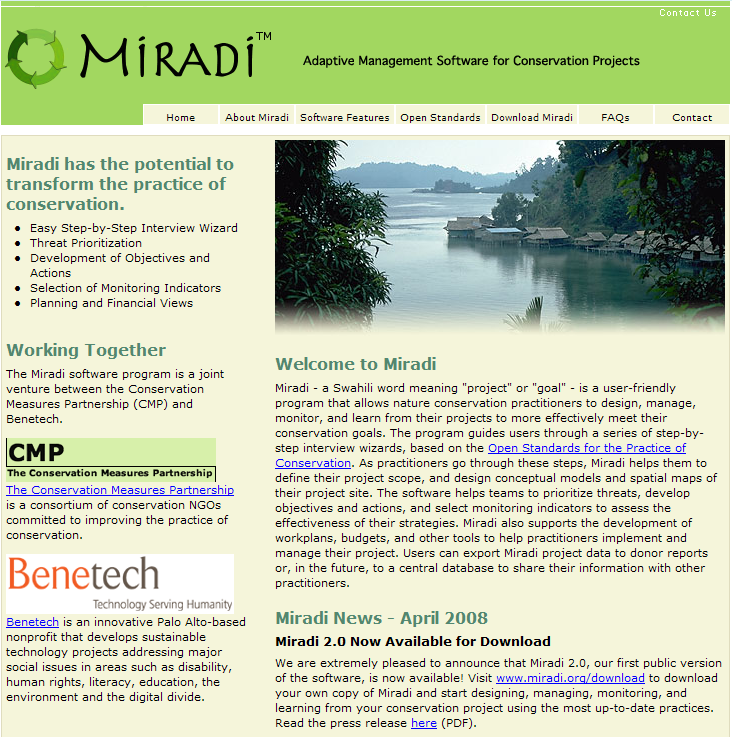 Contact Us
Miradi™
Adaptive Management Software for Conservation Projects
Home About Miradi Software Features Open Standards Download Miradi FAQs Contact
Miradi has the potential to
transform the practice of
conservation.
• Easy Step-by-Step Interview Wizard
• Threat Prioritization
• Development of Objectives and
Actions
• Selection of Monitoring Indicators
• Planning and Financial Views
Working Together
The Miradi software program is a joint
venture between the Conservation
Measures Partnership (CMP) and
Benetech.
CMP
The Conservation Measures Partnership
The Conservation Measures Partnership
is a consortium of conservation NGOs
committed to improving the practice of
conservation.
Benetech
Technology Serving Humanity
Benetech is an innovative Palo Alto-based
nonprofit that develops sustainable
technology projects addressing major
social issues in areas such as disability,
human rights, literacy, education, the
environment and the digital divide.
Welcome to Miradi
Miradi - a Swahili word meaning "project" or "goal" - is a user-friendly
program that allows nature conservation practitioners to design, manage,
monitor, and learn from their projects to more effectively meet their
conservation goals. The program guides users through a series of step-by-
step interview wizards, based on the Open Standards for the Practice of
Conservation. As practitioners go through these steps, Miradi helps them to
define their project scope, and design conceptual models and spatial maps of
their project site. The software helps teams to prioritize threats, develop
objectives and actions, and select monitoring indicators to assess the
effectiveness of their strategies. Miradi also supports the development of
workplans, budgets, and other tools to help practitioners implement and
manage their project. Users can export Miradi project data to donor reports
or, in the future, to a central database to share their information with other
practitioners.
Miradi News - April 2008
Miradi 2.0 Now Available for Download
We are extremely pleased to announce that Miradi 2.0, our first public version
of the software, is now available! Visit www.miradi.org/download to download
your own copy of Miradi and start designing, managing, monitoring, and
learning from your conservation project using the most up-to-date practices.
Read the press release here (PDF).